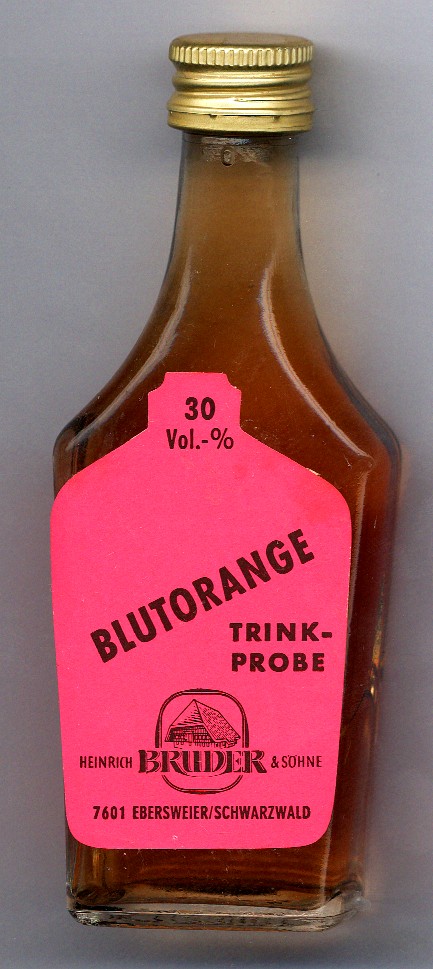 30
Vol.-%
BLUTORANGE
TRINK-
PROBE
HEINRICH BRUDER & SÖHNE
7601 EBERSWEIER/SCHWARZWALD